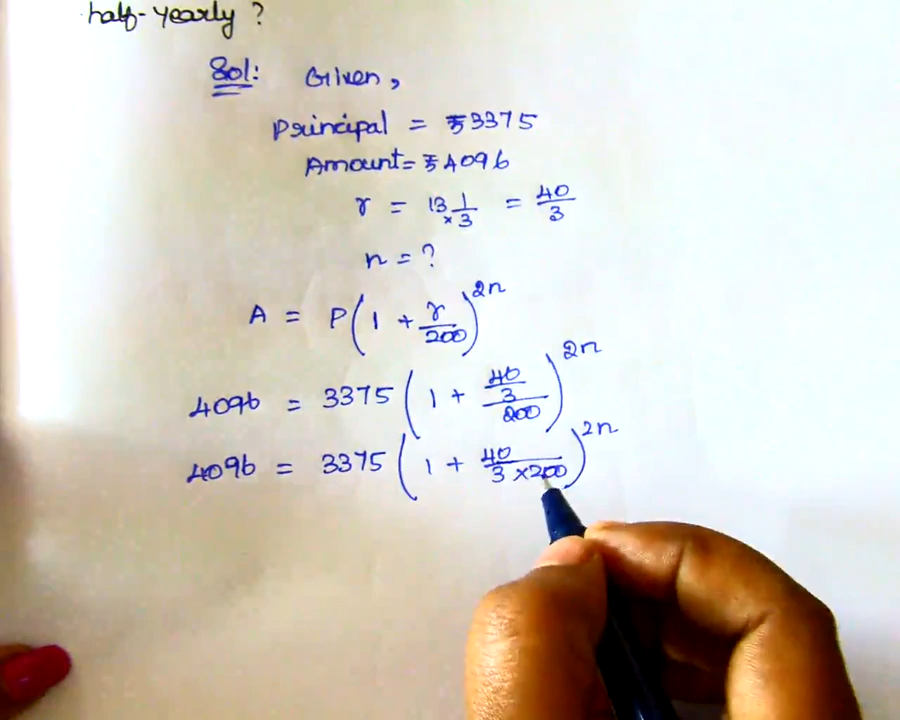 half-yearly ?
Sol: Given,
Principal = ₹3375
Amount = ₹4096
r = 13 1/3 = 40/3
n = ?
A = P(1 + r/200)^2n
4096 = 3375 (1 + 40/3/200)^2n
4096 = 3375 (1 + 40/3×200)^2n